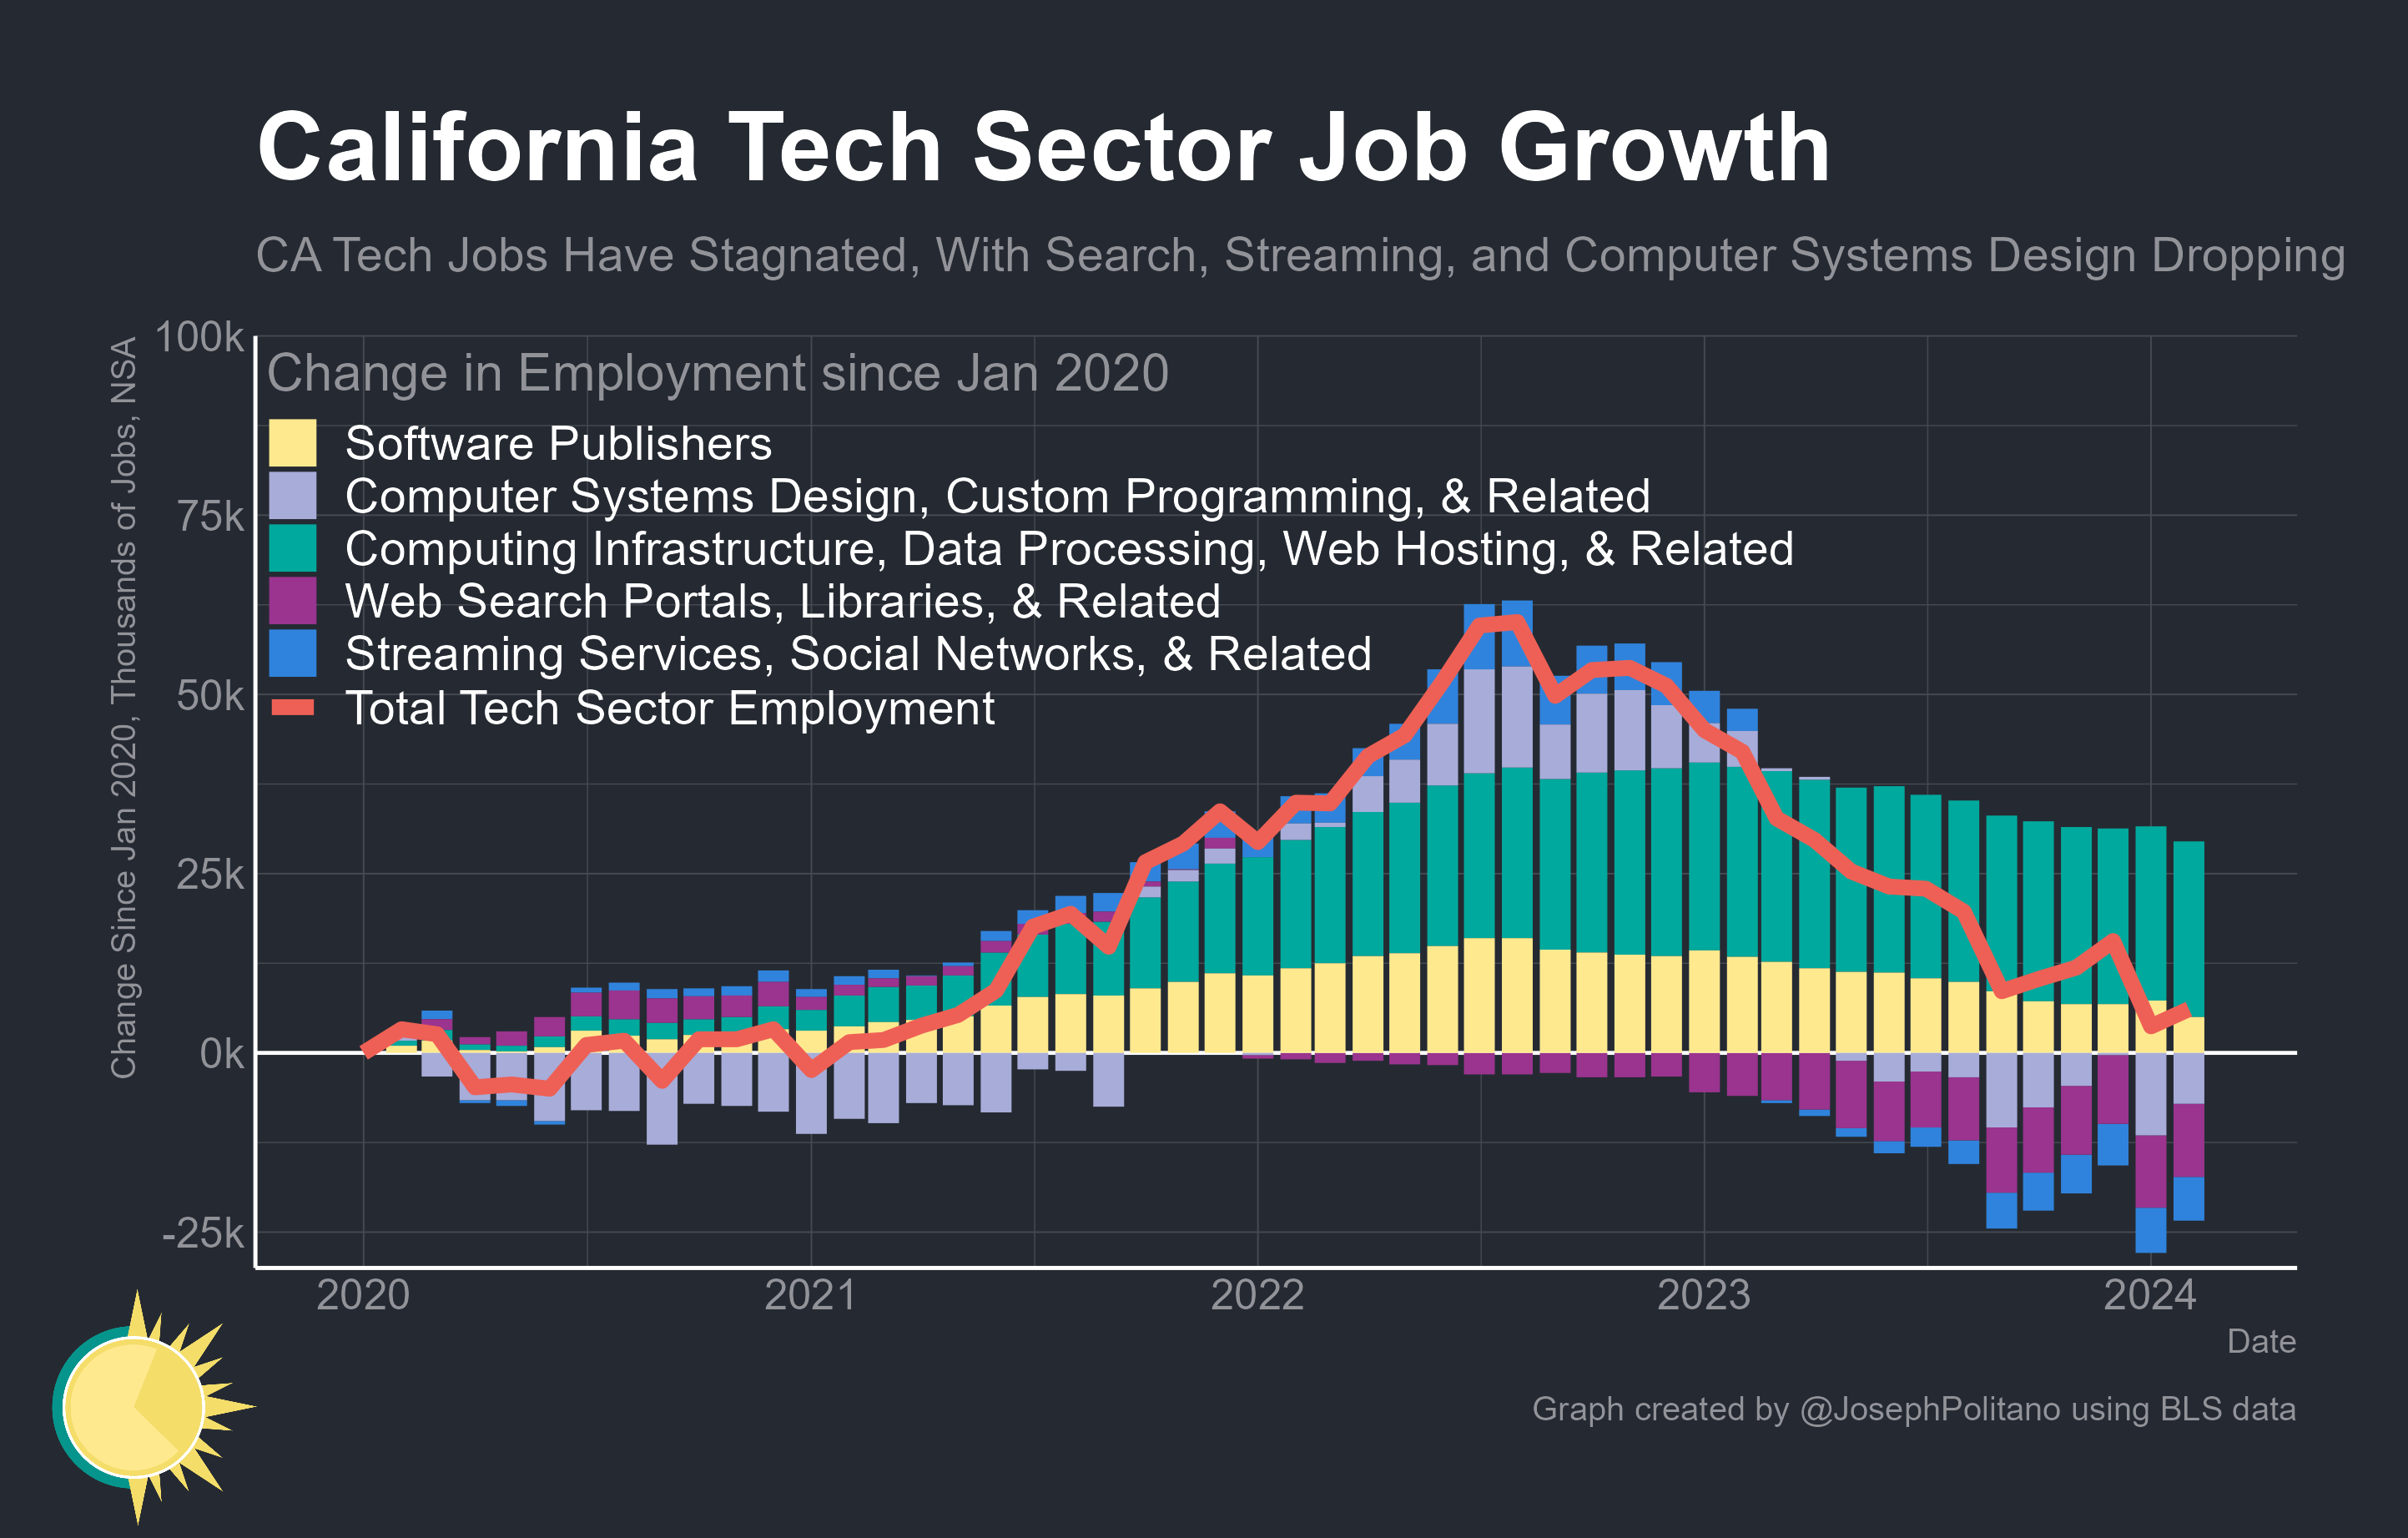 California Tech Sector Job Growth
CA Tech Jobs Have Stagnated, With Search, Streaming, and Computer Systems Design Dropping
Change Since Jan 2020, Thousands of Jobs, NSA
100k
75k
50k
25k
0k
-25k
Change in Employment since Jan 2020
Software Publishers
Computer Systems Design, Custom Programming, & Related
Computing Infrastructure, Data Processing, Web Hosting, & Related
Web Search Portals, Libraries, & Related
Streaming Services, Social Networks, & Related
Total Tech Sector Employment
2020 2021 2022 2023 2024
Date
Graph created by @JosephPolitano using BLS data